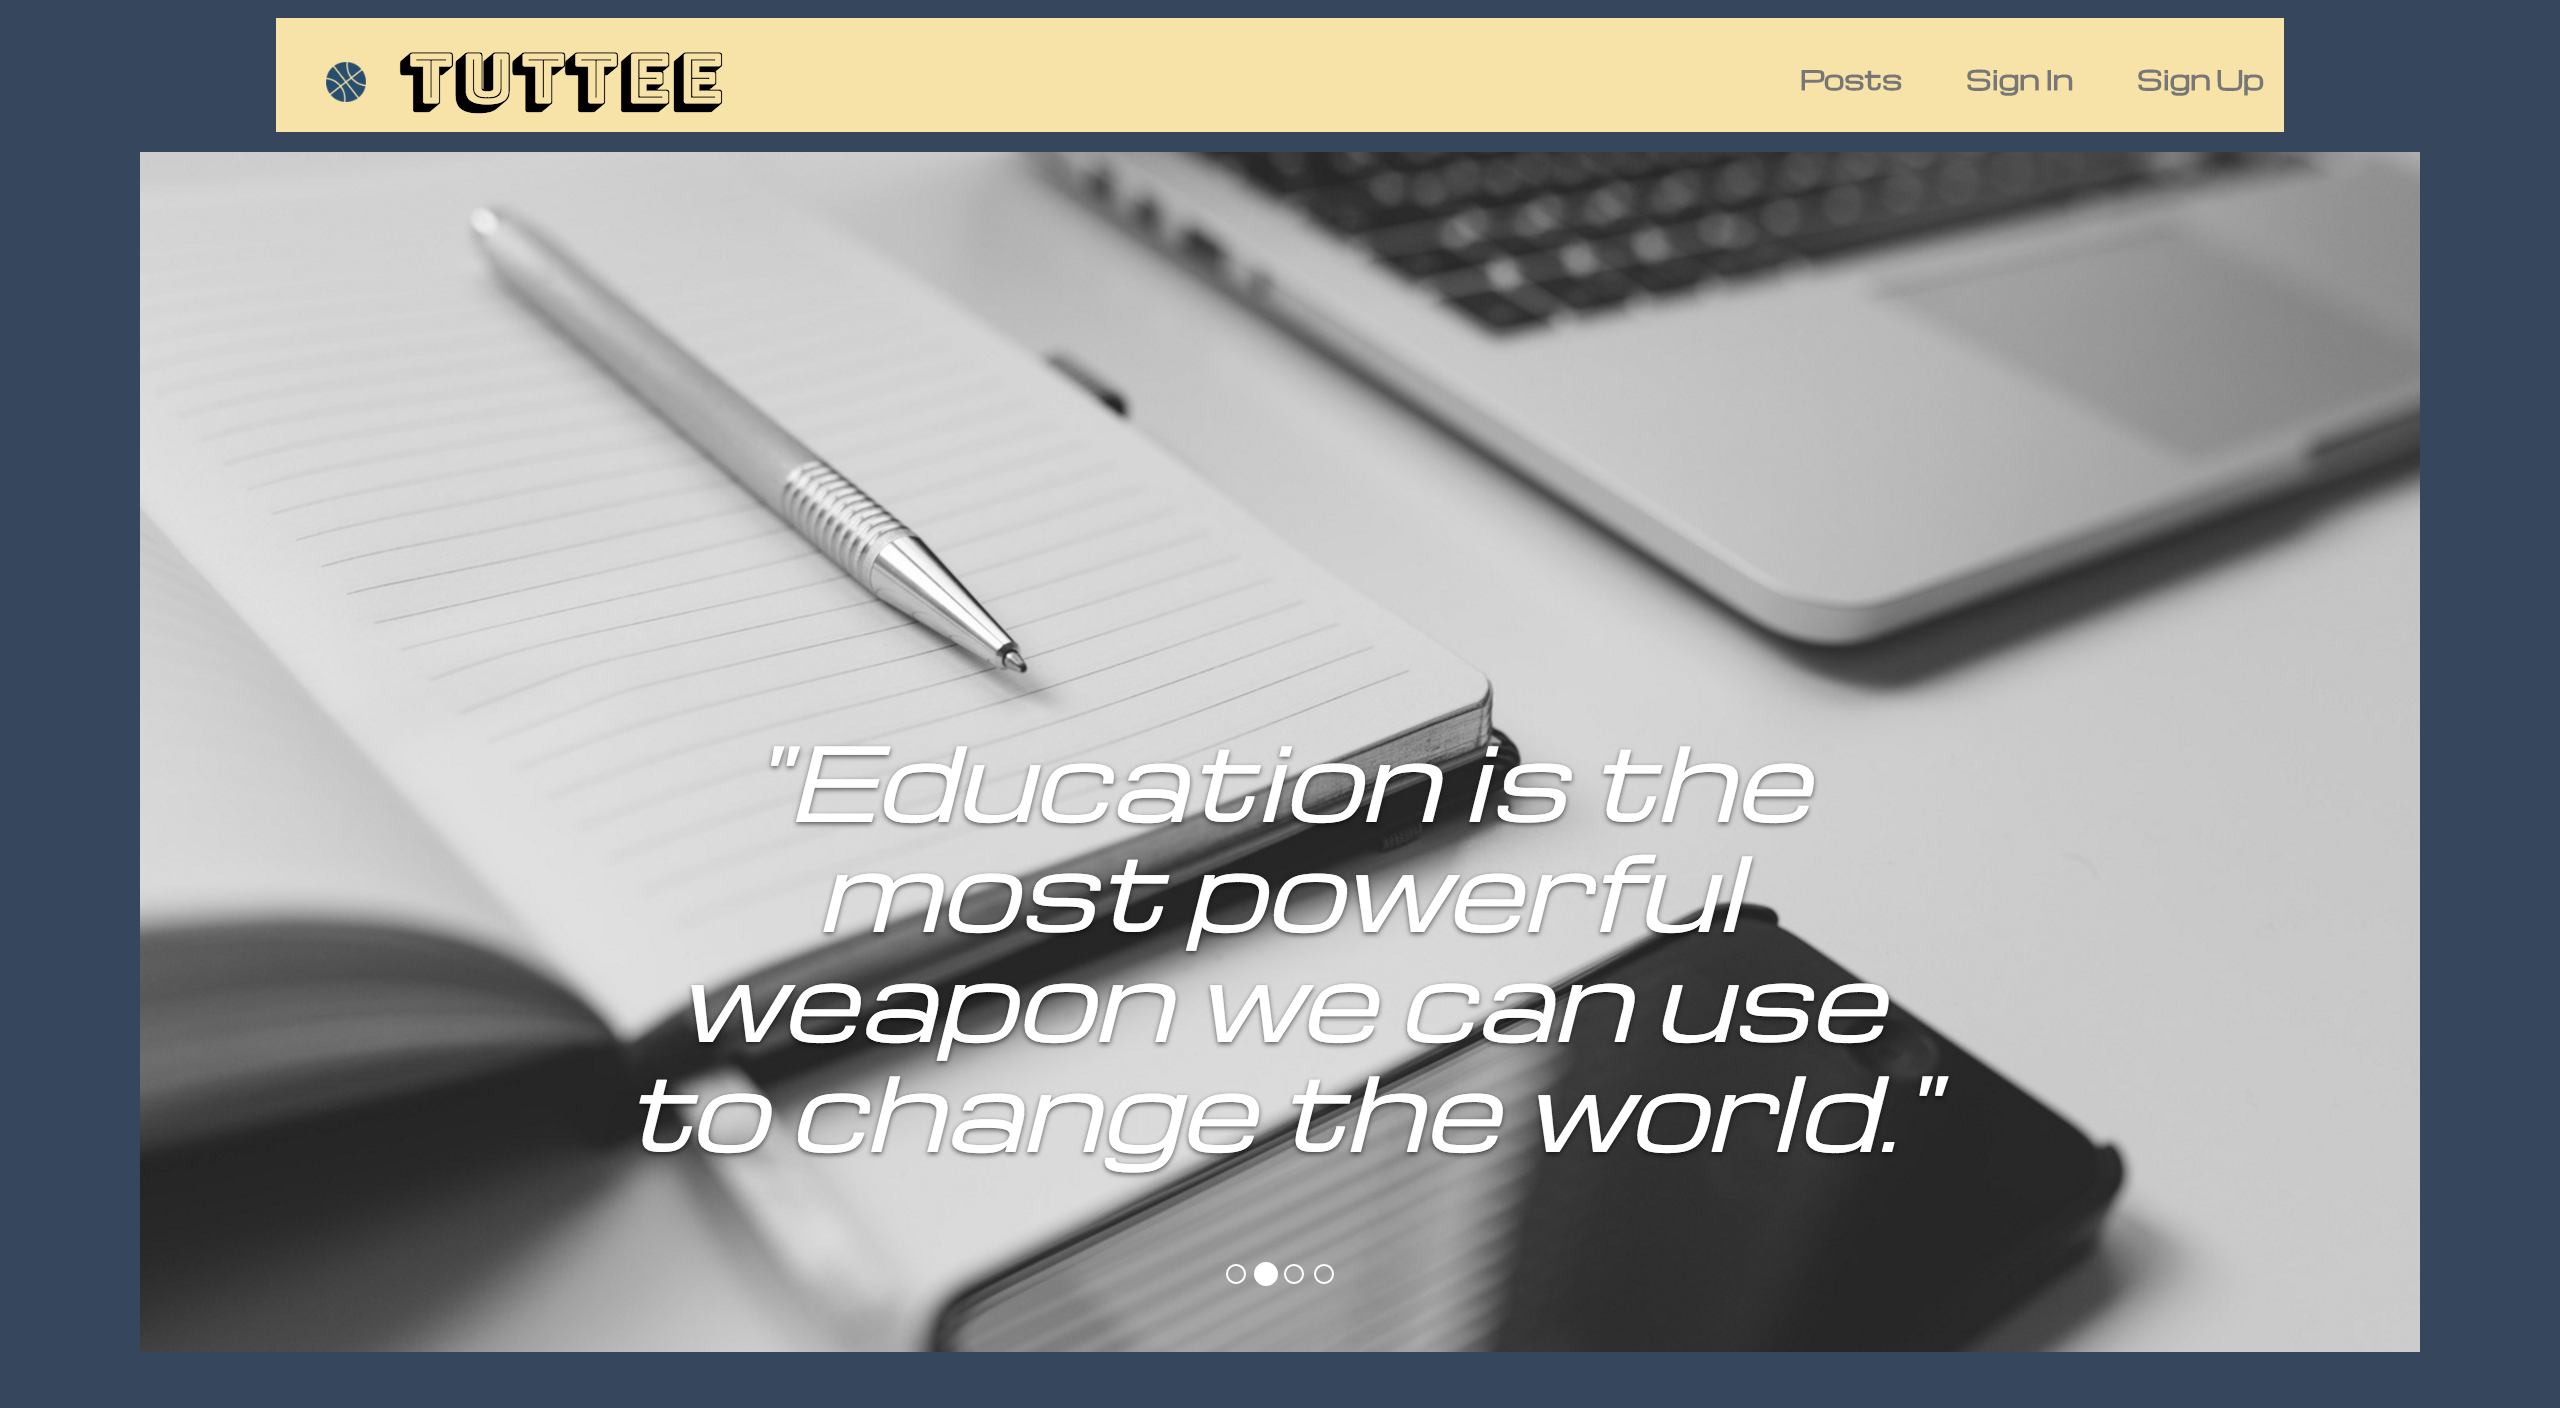 TUTTEE
Posts
Sign In
Sign Up
"Education is the
most powerful
weapon we can use
to change the world."